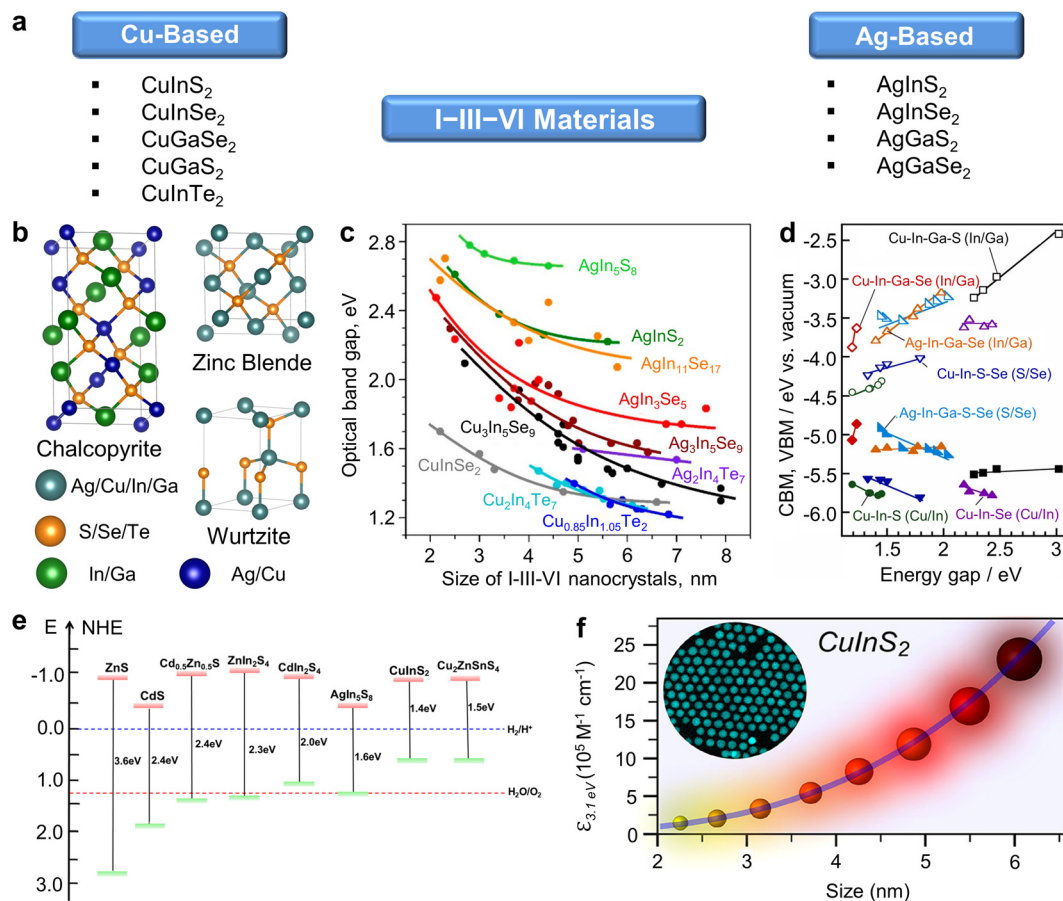 a
Cu-Based
Ag-Based
I–III–VI Materials
▪ CuInS₂
▪ CuInSe₂
▪ CuGaSe₂
▪ CuGaS₂
▪ CuInTe₂
▪ AgInS₂
▪ AgInSe₂
▪ AgGaS₂
▪ AgGaSe₂
b
Chalcopyrite
Zinc Blende
Wurtzite
Ag/Cu/In/Ga
S/Se/Te
In/Ga
Ag/Cu
c
Optical band gap, eV
2.8
2.4
2.0
1.6
1.2
AgIn₅S₈
AgInS₂
AgIn₁₁Se₁₇
AgIn₃Se₅
Cu₃In₅Se₉
Ag₃In₅Se₉
CuInSe₂
Ag₂In₄Te₇
Cu₂In₄Te₇
Cu₀.₈₅In₁.₀₅Te₂
2 3 4 5 6 7 8
Size of I-III-VI nanocrystals, nm
d
CBM, VBM / eV vs. vacuum
-2.5
-3.0
-3.5
-4.0
-4.5
-5.0
-5.5
-6.0
Cu-In-Ga-S (In/Ga)
Cu-In-Ga-Se (In/Ga)
Ag-In-Ga-Se (In/Ga)
Cu-In-S-Se (S/Se)
Ag-In-Ga-S-Se (S/Se)
Cu-In-S (Cu/In)
Cu-In-Se (Cu/In)
1.5 2 2.5 3
Energy gap / eV
e
E NHE
-1.0
0.0
1.0
2.0
3.0
ZnS
CdS
Cd₀.₅Zn₀.₅S
ZnIn₂S₄
CdIn₂S₄
AgIn₅S₈
CuInS₂
Cu₂ZnSnS₄
3.6eV
2.4eV
2.4eV
2.3eV
2.0eV
1.6eV
1.4eV
1.5eV
H₂/H⁺
H₂O/O₂
f
CuInS₂
ε₃.₁ ₑV (10⁵ M⁻¹ cm⁻¹)
25
20
15
10
5
0
2 3 4 5 6
Size (nm)